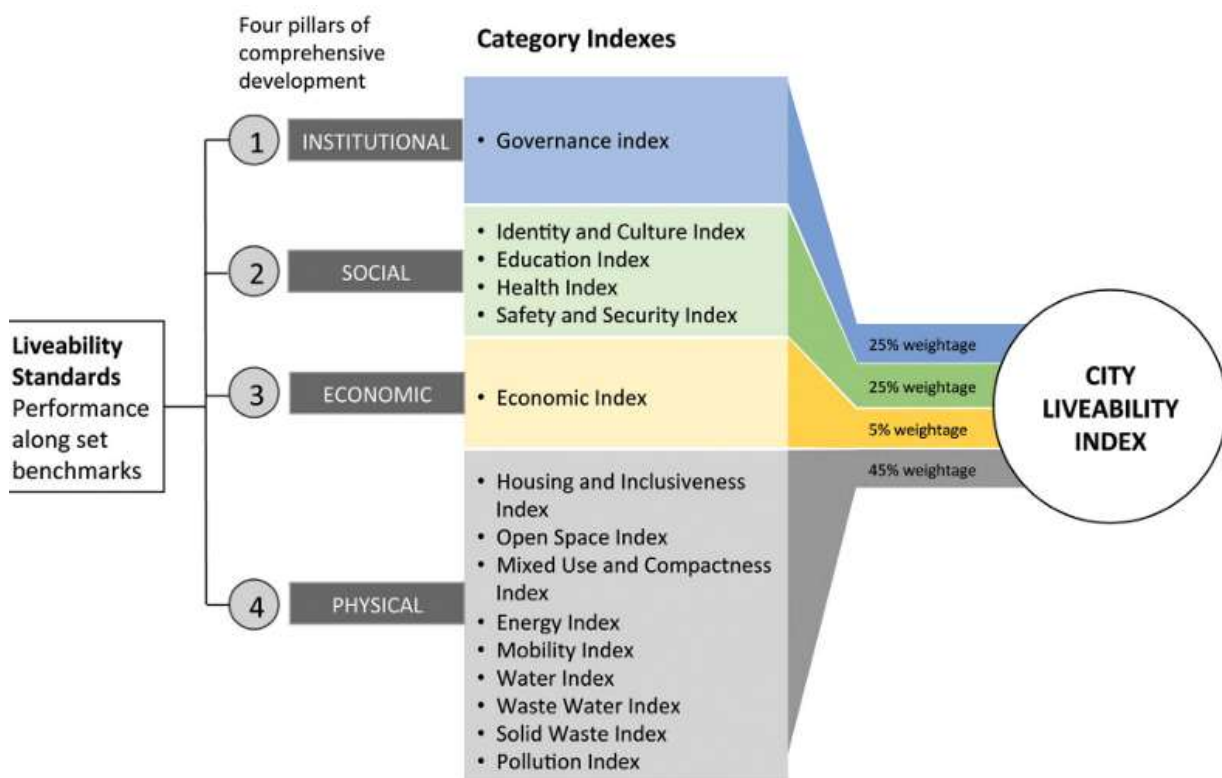 Four pillars of
comprehensive
development
Category Indexes
Liveability
Standards
Performance
along set
benchmarks
1
INSTITUTIONAL
• Governance index
2
SOCIAL
• Identity and Culture Index
• Education Index
• Health Index
• Safety and Security Index
3
ECONOMIC
• Economic Index
4
PHYSICAL
• Housing and Inclusiveness
Index
• Open Space Index
• Mixed Use and Compactness
Index
• Energy Index
• Mobility Index
• Water Index
• Waste Water Index
• Solid Waste Index
• Pollution Index
25% weightage
25% weightage
5% weightage
45% weightage
CITY
LIVEABILITY
INDEX